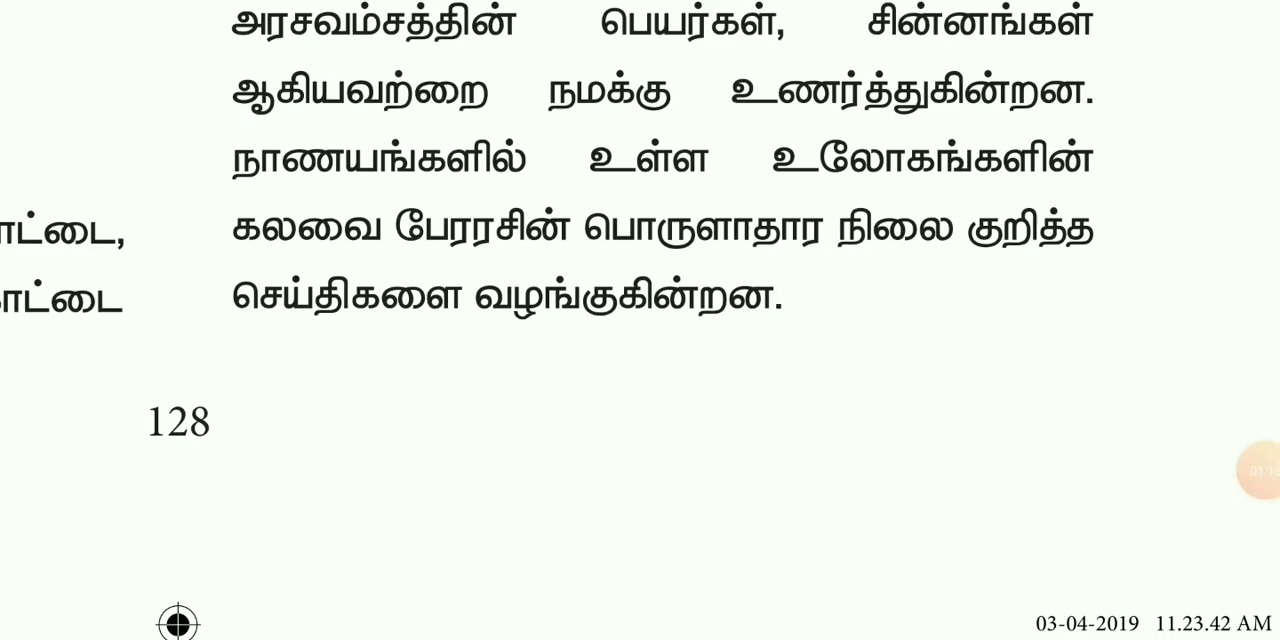 அரசவம்சத்தின் பெயர்கள், சின்னங்கள்
ஆகியவற்றை நமக்கு உணர்த்துகின்றன.
நாணயங்களில் உள்ள உலோகங்களின்
கலவை பேரரசின் பொருளாதார நிலை குறித்த
செய்திகளை வழங்குகின்றன.
128
03-04-2019 11.23.42 AM